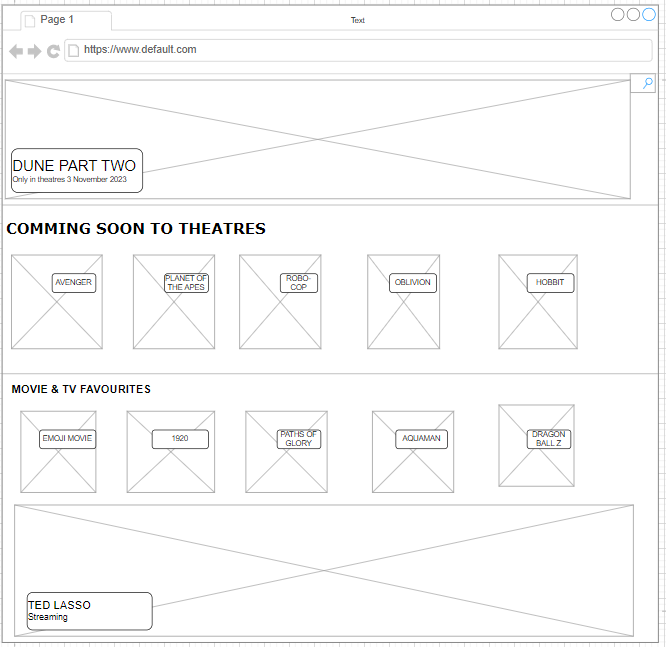 Page 1
Text
https://www.default.com
DUNE PART TWO
Only in theatres 3 November 2023
COMMING SOON TO THEATRES
AVENGER
PLANET OF
THE APES
ROBO-
COP
OBLIVION
HOBBIT
MOVIE & TV FAVOURITES
EMOJI MOVIE
1920
PATHS OF
GLORY
AQUAMAN
DRAGON
BALL Z
TED LASSO
Streaming